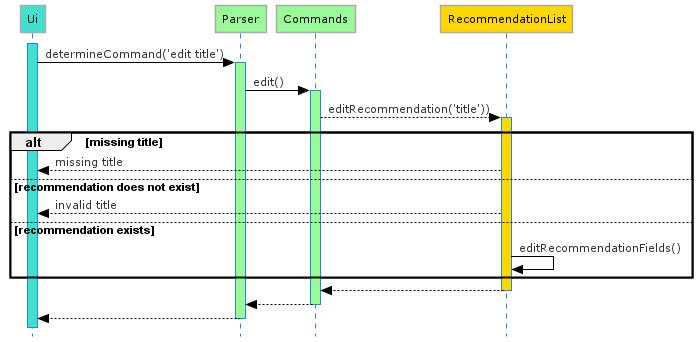 Ui Parser Commands RecommendationList
determineCommand('edit title')
edit()
editRecommendation('title'))
alt [missing title]
missing title
[recommendation does not exist]
invalid title
[recommendation exists]
editRecommendationFields()